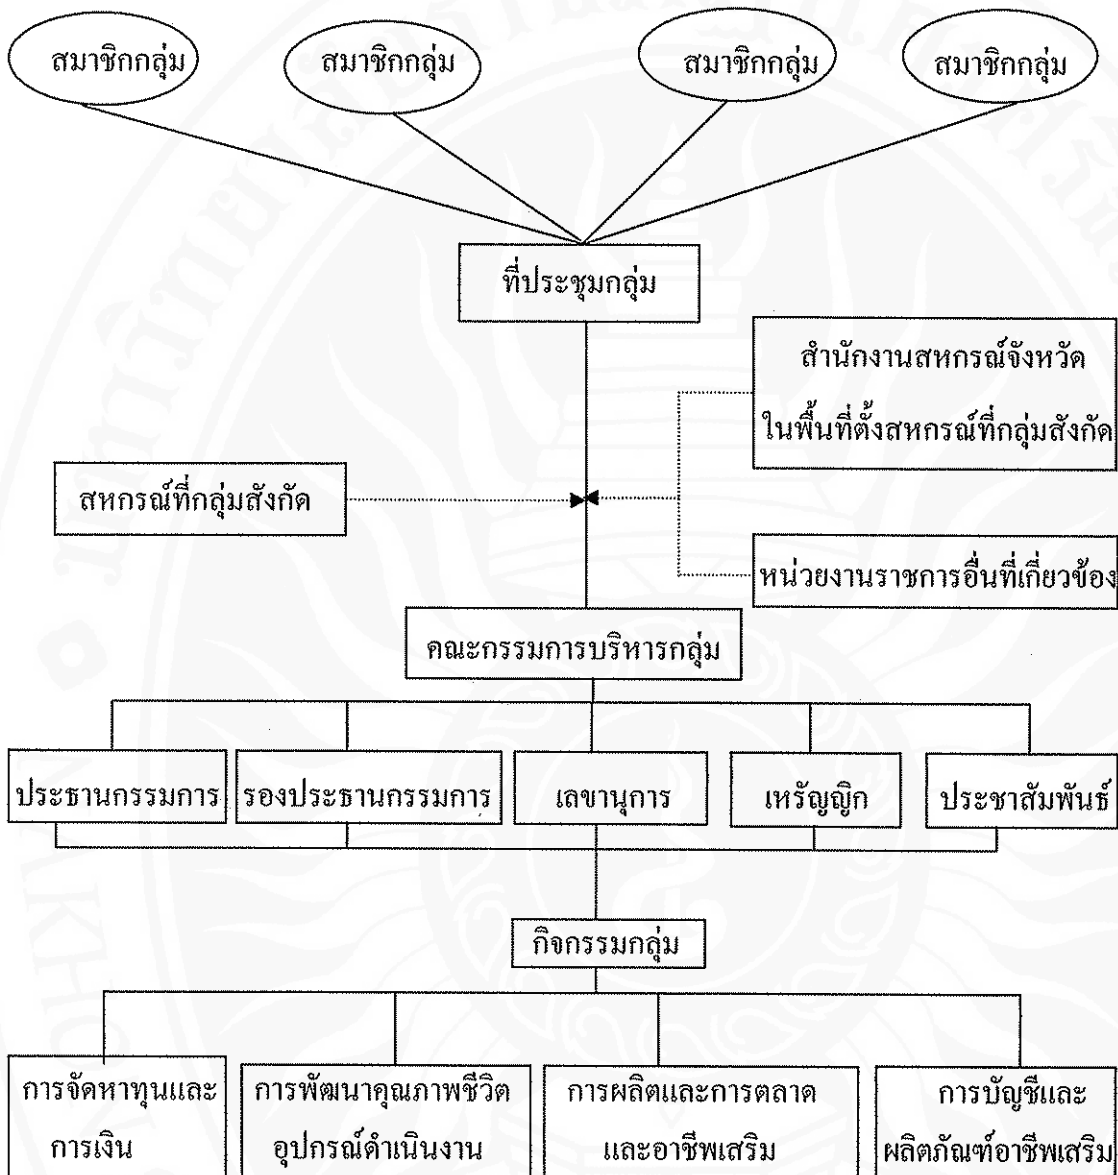 สมาชิกกลุ่ม
สมาชิกกลุ่ม
สมาชิกกลุ่ม
สมาชิกกลุ่ม
ที่ประชุมกลุ่ม
สำนักงานสหกรณ์จังหวัด
ในพื้นที่ตั้งสหกรณ์ที่กลุ่มสังกัด
สหกรณ์ที่กลุ่มสังกัด
หน่วยงานราชการอื่นที่เกี่ยวข้อง
คณะกรรมการบริหารกลุ่ม
ประธานกรรมการ
รองประธานกรรมการ
เลขานุการ
เหรัญญิก
ประชาสัมพันธ์
กิจกรรมกลุ่ม
การจัดหาทุนและ
การเงิน
การพัฒนาคุณภาพชีวิต
อุปกรณ์ดำเนินงาน
การผลิตและการตลาด
และอาชีพเสริม
การบัญชีและ
ผลิตภัณฑ์อาชีพเสริม